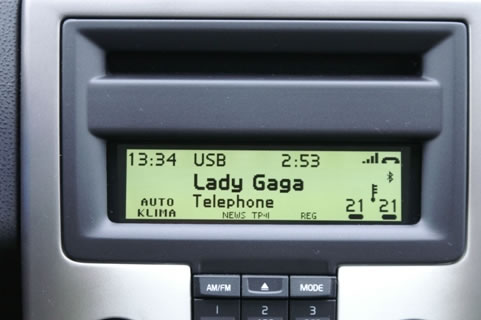 13:34 USB 2:53
Lady Gaga
AUTO Telephone 21 21
KLIMA NEWS TP REG
AM/FM MODE
1 2 3